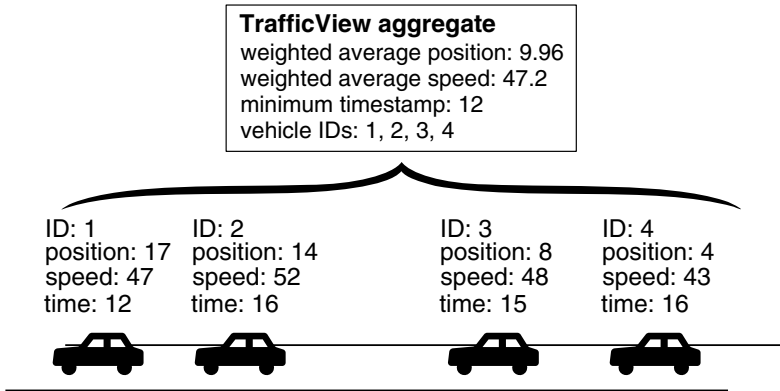 TrafficView aggregate
weighted average position: 9.96
weighted average speed: 47.2
minimum timestamp: 12
vehicle IDs: 1, 2, 3, 4
ID: 1
position: 17
speed: 47
time: 12
ID: 2
position: 14
speed: 52
time: 16
ID: 3
position: 8
speed: 48
time: 15
ID: 4
position: 4
speed: 43
time: 16